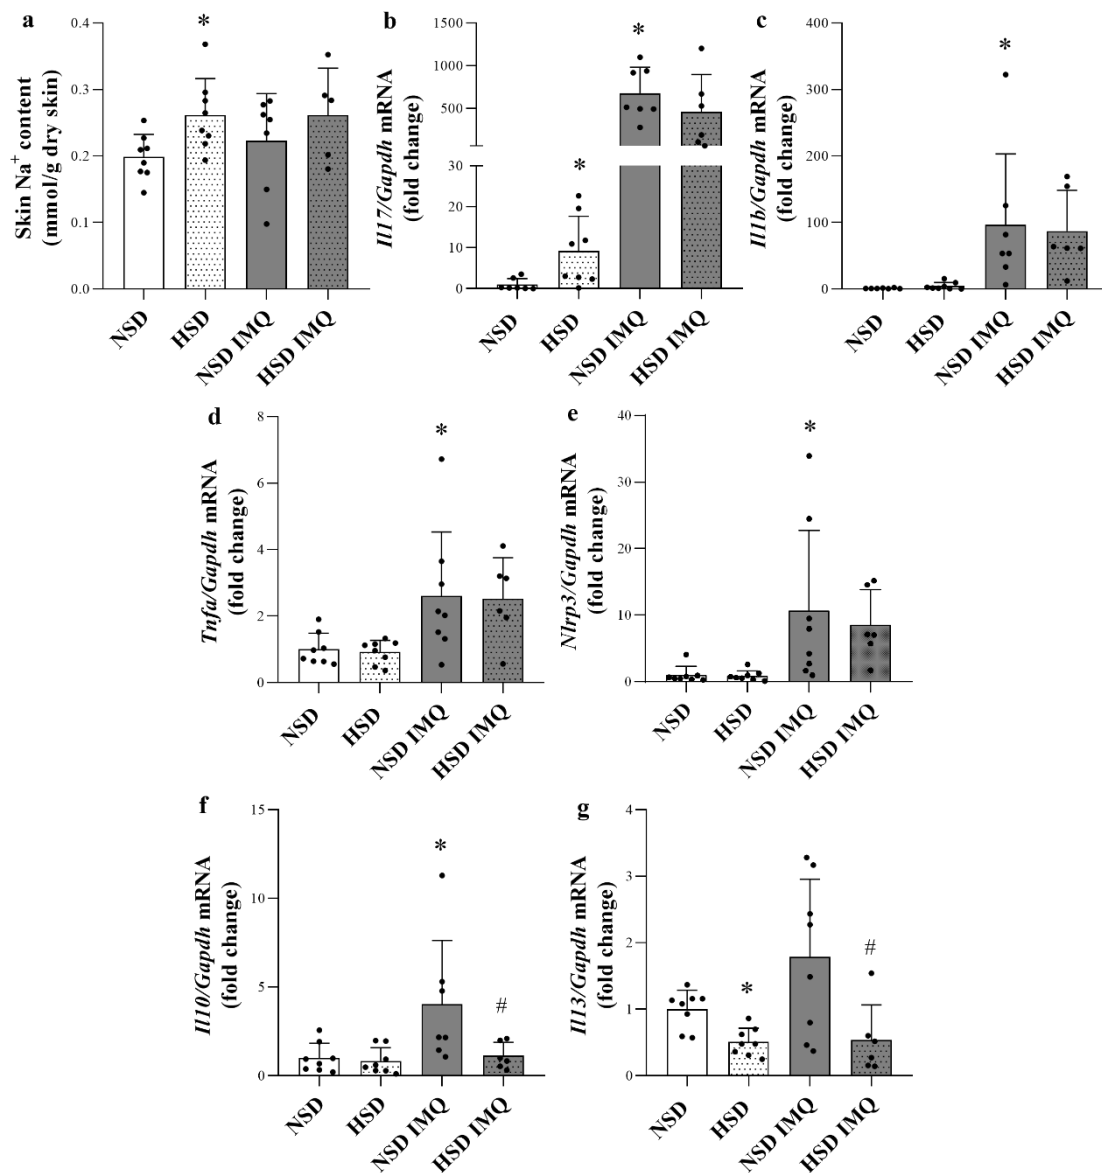 a
Skin Na+ content
(mmol/g dry skin)
0.4
0.3
0.2
0.1
0.0
*
NSD
HSD
NSD IMQ
HSD IMQ
b
Il17/Gapdh mRNA
(fold change)
1500
1000
500
30
20
10
0
*
*
NSD
HSD
NSD IMQ
HSD IMQ
c
Il1b/Gapdh mRNA
(fold change)
400
300
200
100
0
*
NSD
HSD
NSD IMQ
HSD IMQ
d
Tnfa/Gapdh mRNA
(fold change)
8
6
4
2
0
*
NSD
HSD
NSD IMQ
HSD IMQ
e
Nlrp3/Gapdh mRNA
(fold change)
40
30
20
10
0
*
NSD
HSD
NSD IMQ
HSD IMQ
f
Il10/Gapdh mRNA
(fold change)
15
10
5
0
*
#
NSD
HSD
NSD IMQ
HSD IMQ
g
Il13/Gapdh mRNA
(fold change)
4
3
2
1
0
*
#
NSD
HSD
NSD IMQ
HSD IMQ